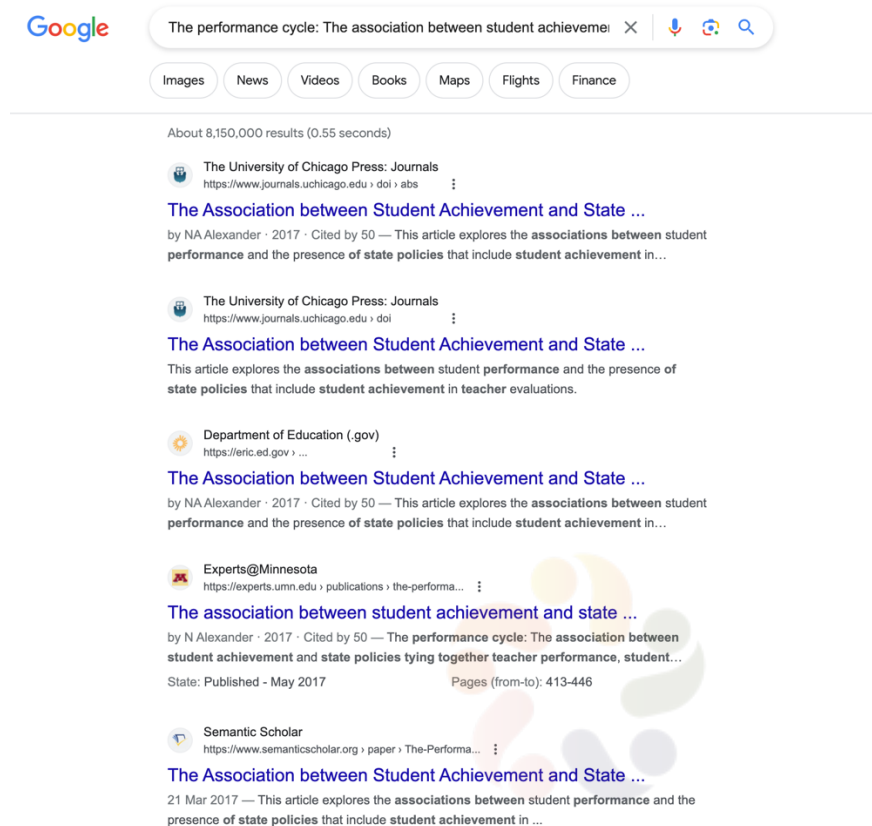 Google
The performance cycle: The association between student achieveme
Images News Videos Books Maps Flights Finance
About 8,150,000 results (0.55 seconds)
The University of Chicago Press: Journals
https://www.journals.uchicago.edu › doi › abs
The Association between Student Achievement and State ...
by NA Alexander · 2017 · Cited by 50 — This article explores the associations between student
performance and the presence of state policies that include student achievement in…
The University of Chicago Press: Journals
https://www.journals.uchicago.edu › doi
The Association between Student Achievement and State ...
This article explores the associations between student performance and the presence of
state policies that include student achievement in teacher evaluations.
Department of Education (.gov)
https://eric.ed.gov › ...
The Association between Student Achievement and State ...
by NA Alexander · 2017 · Cited by 50 — This article explores the associations between student
performance and the presence of state policies that include student achievement in…
Experts@Minnesota
https://experts.umn.edu › publications › the-performa...
The association between student achievement and state ...
by N Alexander · 2017 · Cited by 50 — The performance cycle: The association between
student achievement and state policies tying together teacher performance, student…
State: Published - May 2017 Pages (from-to): 413-446
Semantic Scholar
https://www.semanticscholar.org › paper › The-Performa...
The Association between Student Achievement and State ...
21 Mar 2017 — This article explores the associations between student performance and the
presence of state policies that include student achievement in ...